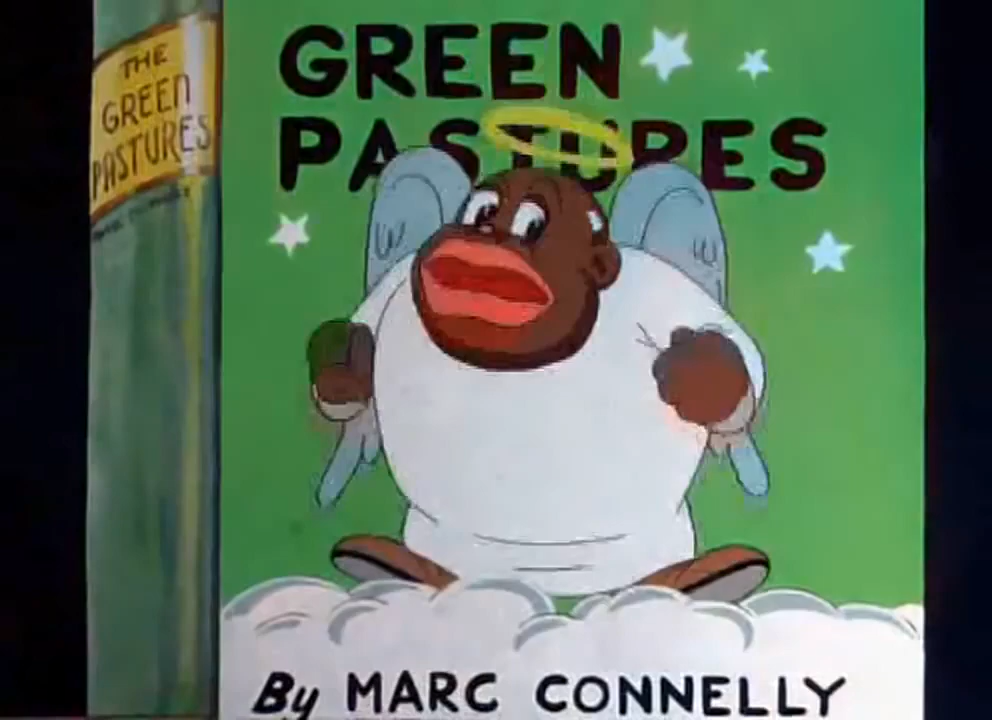 THE
GREEN
PASTURES
GREEN
PASTURES
By MARC CONNELLY